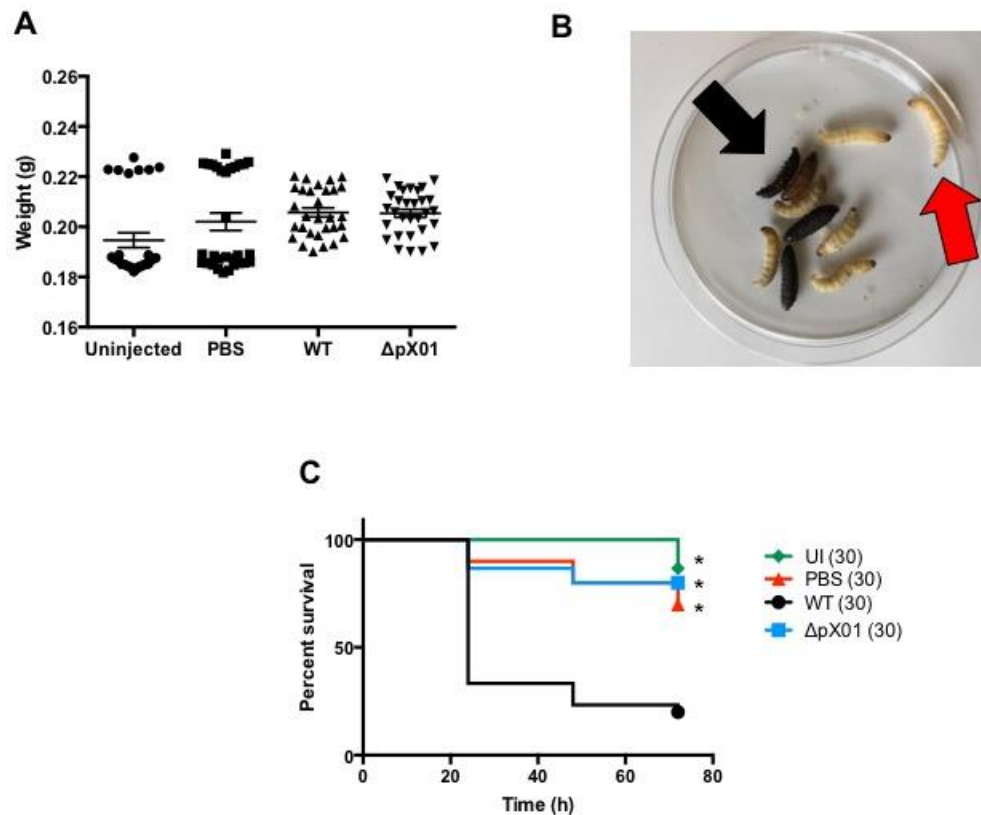 A
Weight (g)
0.26
0.24
0.22
0.20
0.18
0.16
Uninjected PBS WT ΔpX01
B
C
Percent survival
100
50
0
0 20 40 60 80
Time (h)
*
*
*
UI (30)
PBS (30)
WT (30)
ΔpX01 (30)